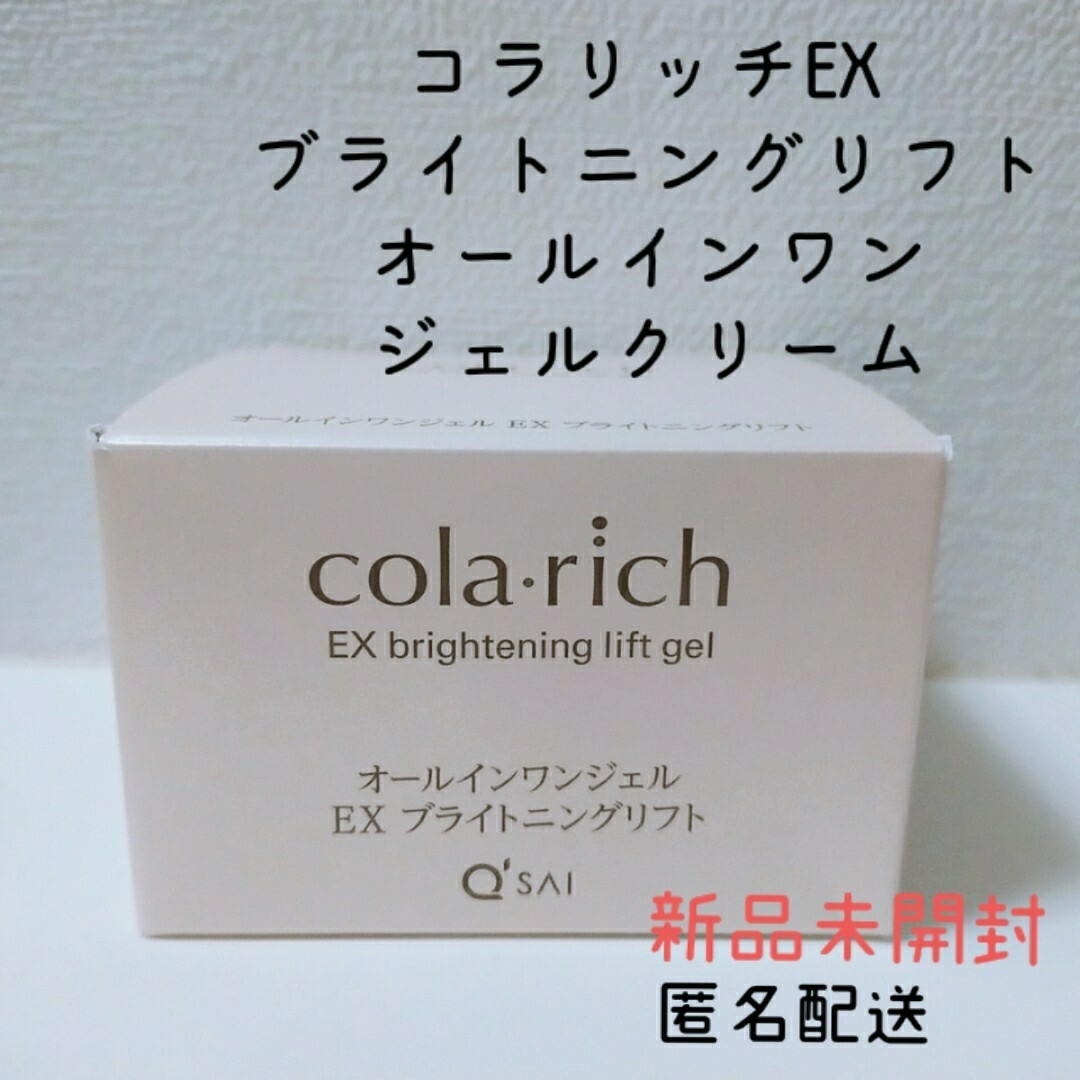 コラリッチEX
ブライトニングリフト
オールインワン
ジェルクリーム
オールインワンジェル EX ブライトニングリフト
cola・rich
EX brightening lift gel
オールインワンジェル
EX ブライトニングリフト
Q'SAI
新品未開封
匿名配送